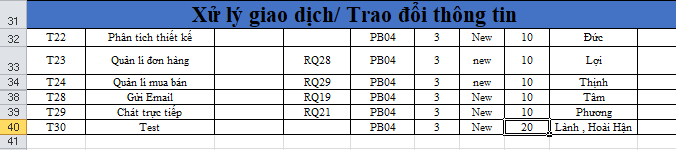 31 Xử lý giao dịch/ Trao đổi thông tin
32 T22 Phân tích thiết kế PB04 3 New 10 Đức
33 T23 Quản lí đơn hàng RQ28 PB04 3 new 10 Lợi
34 T24 Quản lí mua bán RQ29 PB04 3 new 10 Thịnh
38 T28 Gửi Email RQ19 PB04 3 New 10 Tâm
39 T29 Chát trực tiếp RQ21 PB04 3 New 10 Phương
40 T30 Test PB04 3 New 20 Lành , Hoài Hận
41